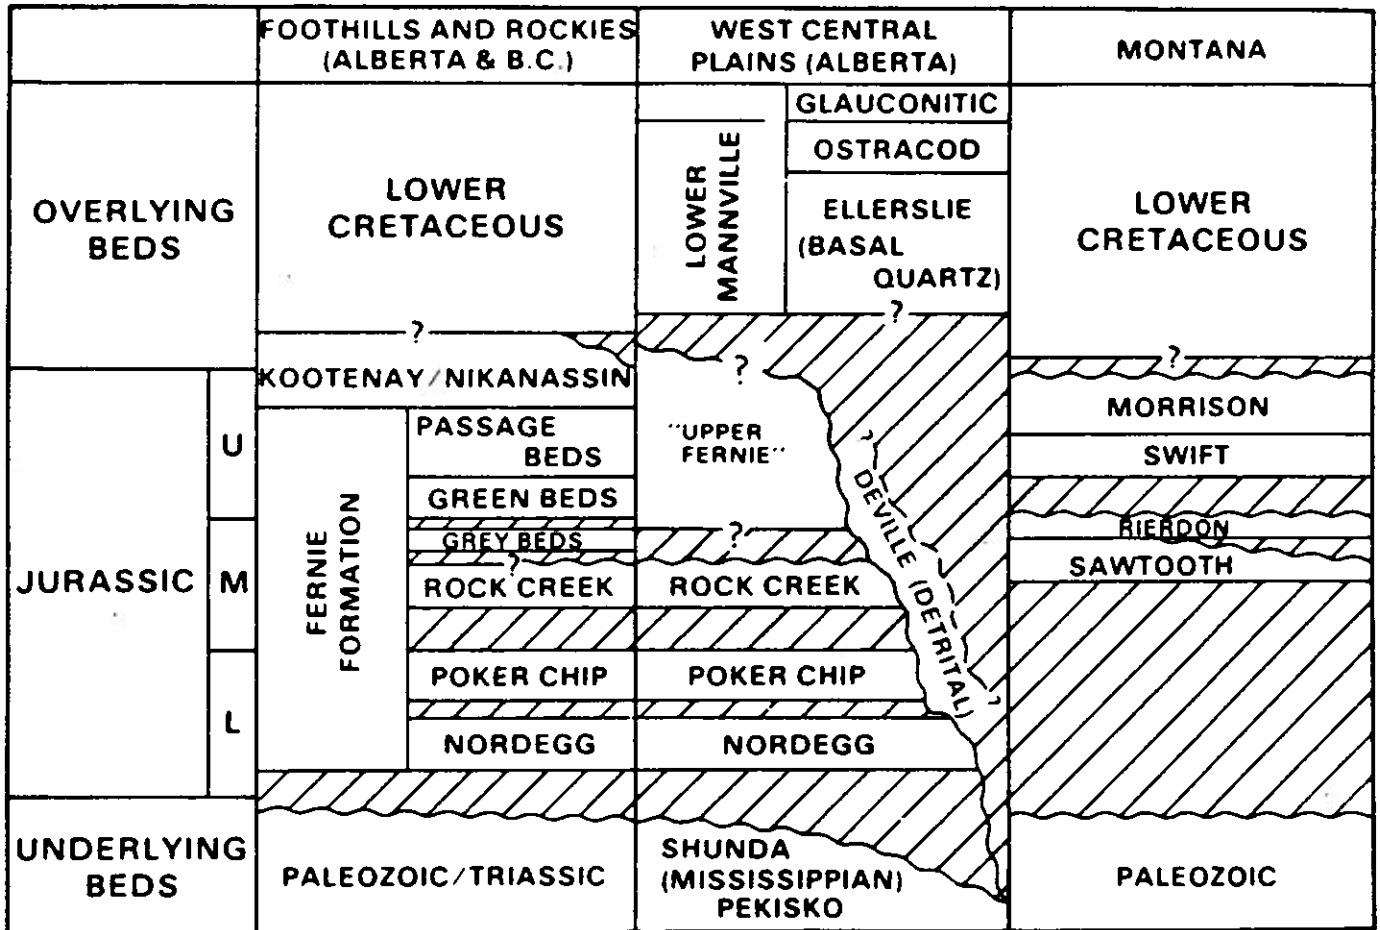 FOOTHILLS AND ROCKIES
(ALBERTA & B.C.)
WEST CENTRAL
PLAINS (ALBERTA)
MONTANA
OVERLYING
BEDS
LOWER
CRETACEOUS
?
KOOTENAY/NIKANASSIN
LOWER
MANNVILLE
GLAUCONITIC
OSTRACOD
ELLERSLIE
(BASAL
QUARTZ)
?
LOWER
CRETACEOUS
?
JURASSIC
U
M
L
FERNIE
FORMATION
PASSAGE
BEDS
GREEN BEDS
GREY BEDS
?
ROCK CREEK
POKER CHIP
NORDEGG
?
"UPPER
FERNIE"
?
ROCK CREEK
POKER CHIP
NORDEGG
?
DEVILLE (DETRITAL)
?
MORRISON
SWIFT
RIERDON
SAWTOOTH
UNDERLYING
BEDS
PALEOZOIC/TRIASSIC
SHUNDA
(MISSISSIPPIAN)
PEKISKO
PALEOZOIC